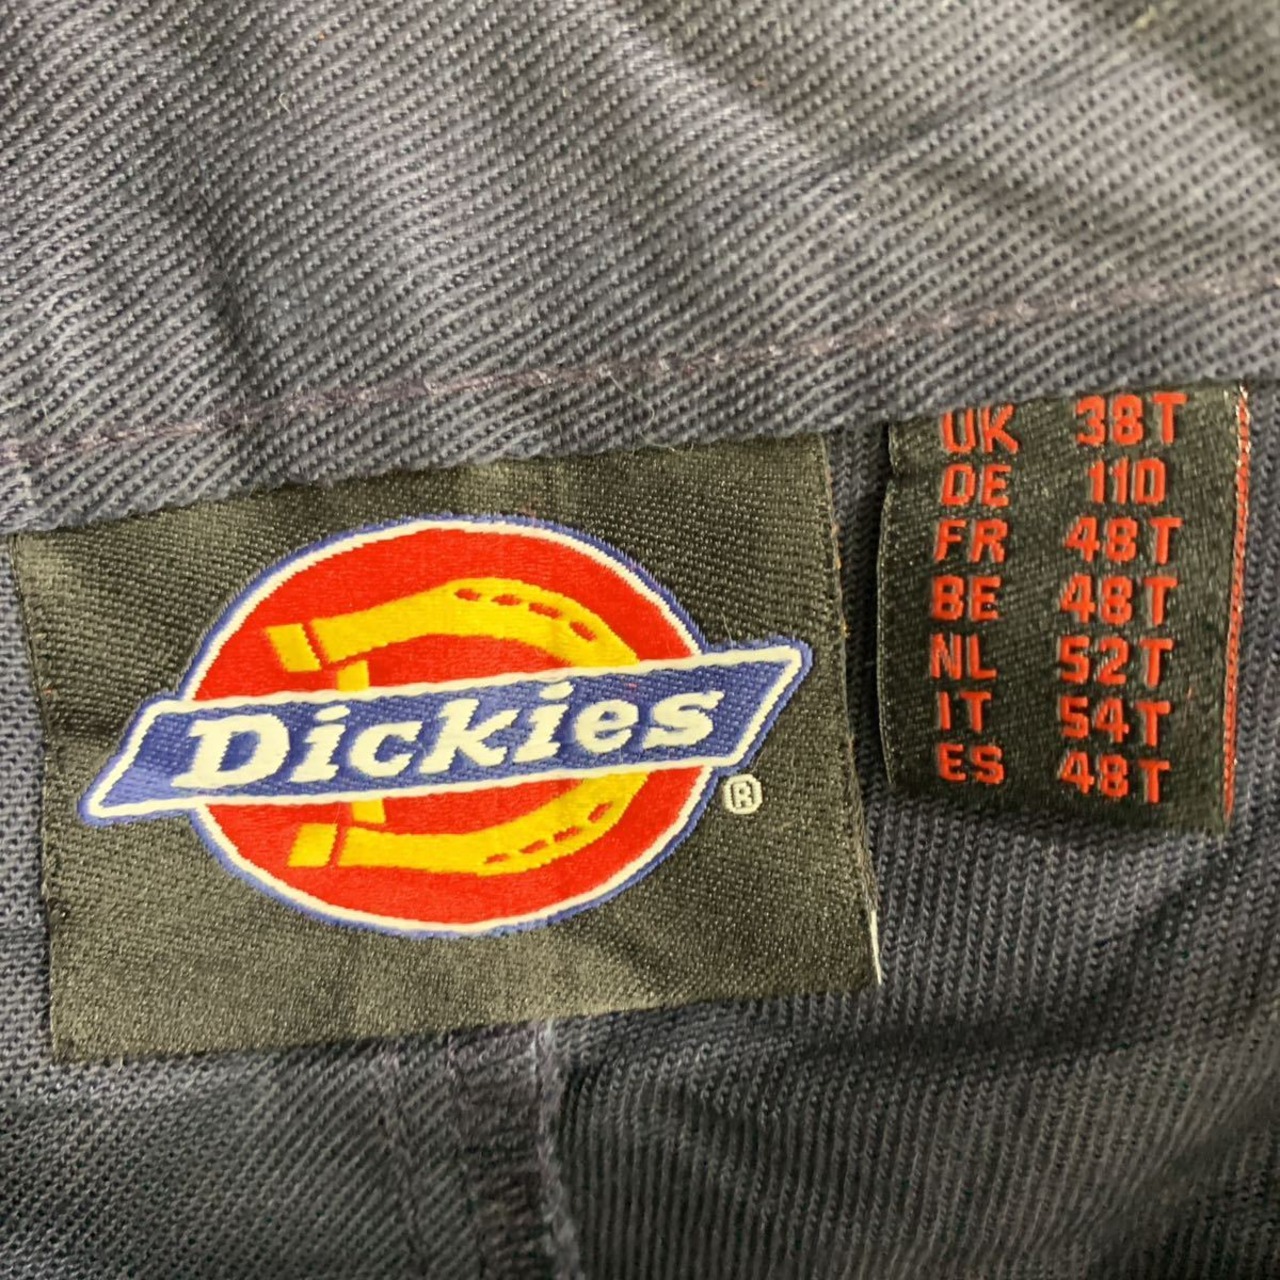 Dickies
®
UK 38T
DE 110
FR 48T
BE 48T
NL 52T
IT 54T
ES 48T